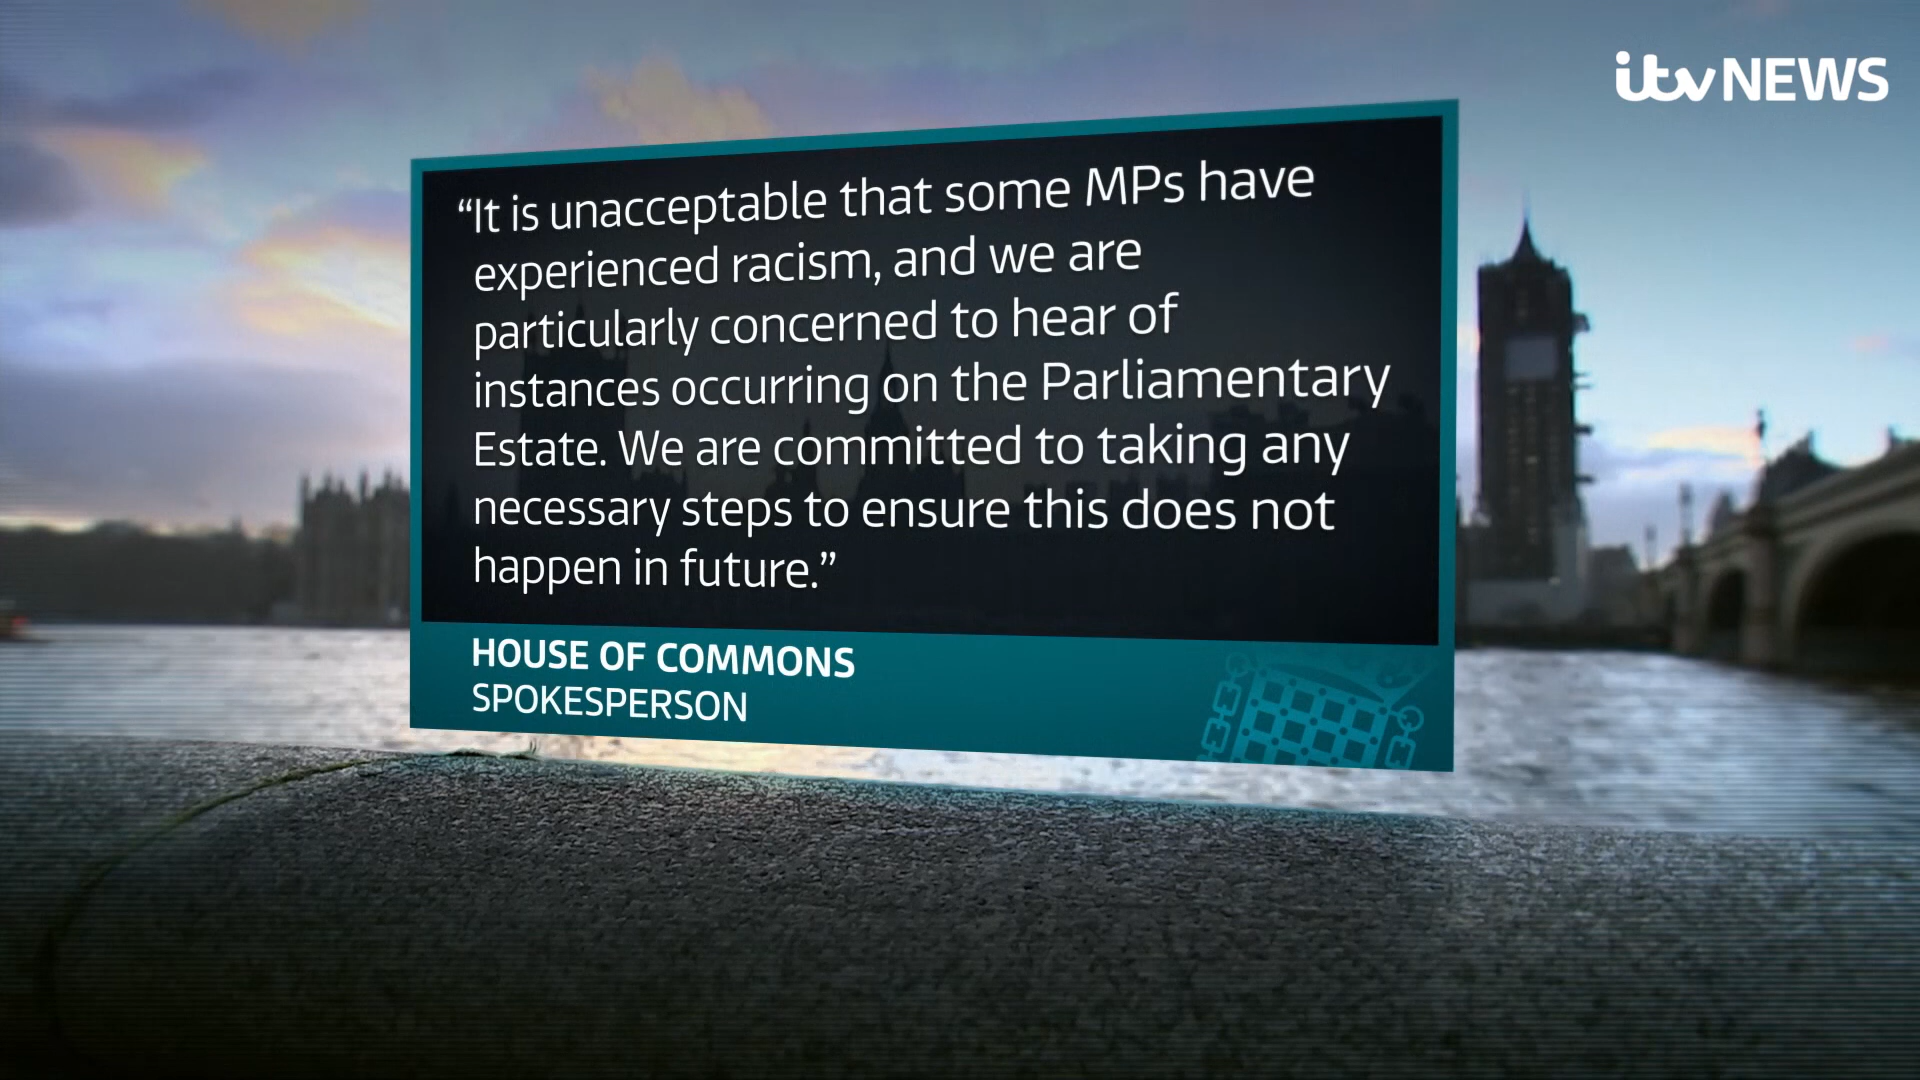 itv NEWS
“It is unacceptable that some MPs have
experienced racism, and we are
particularly concerned to hear of
instances occurring on the Parliamentary
Estate. We are committed to taking any
necessary steps to ensure this does not
happen in future.”
HOUSE OF COMMONS
SPOKESPERSON